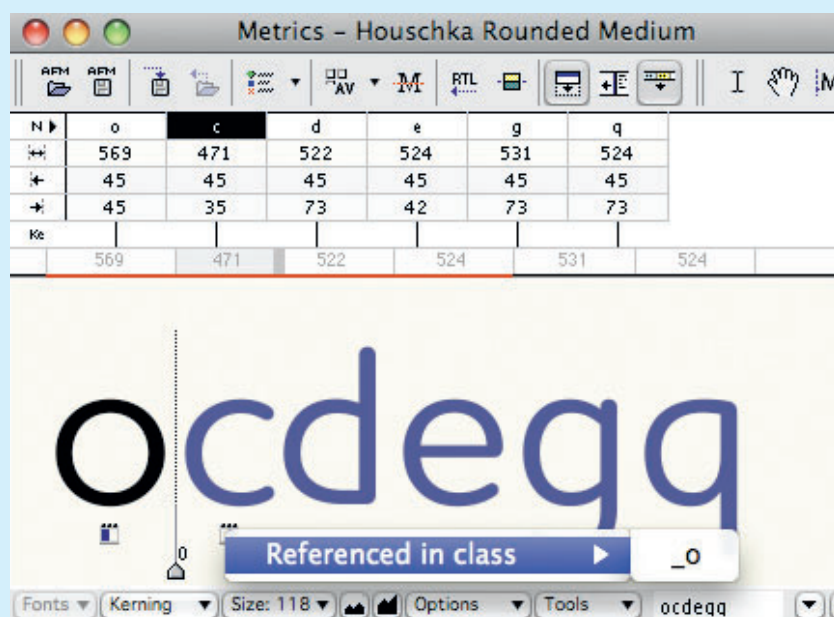 Metrics – Houschka Rounded Medium
AFM AFM AV M RTL M
N o c d e g q
569 471 522 524 531 524
45 45 45 45 45 45
45 35 73 42 73 73
Ke
569 471 522 524 531 524
ocdegq
0
Referenced in class _o
Fonts Kerning Size: 118 Options Tools ocdegq